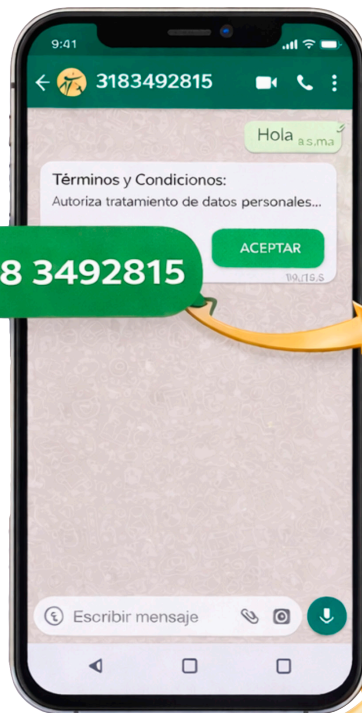 9:41
3183492815
Hola
Términos y Condicionos:
Autoriza tratamiento de datos personales...
ACEPTAR
8 3492815
Escribir mensaje